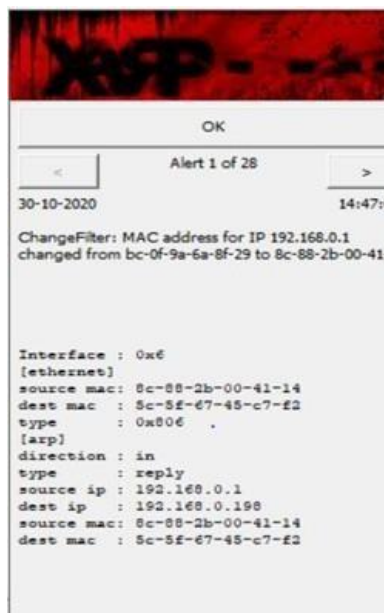 XARP
OK
<
Alert 1 of 28
>
30-10-2020
14:47:
ChangeFilter: MAC address for IP 192.168.0.1
changed from bc-0f-9a-6a-8f-29 to 8c-88-2b-00-41
Interface : 0x6
[ethernet]
source mac: 8c-88-2b-00-41-14
dest mac  : 5c-5f-67-45-c7-f2
type      : 0x806
[arp]
direction : in
type      : reply
source ip : 192.168.0.1
dest ip   : 192.168.0.198
source mac: 8c-88-2b-00-41-14
dest mac  : 5c-5f-67-45-c7-f2